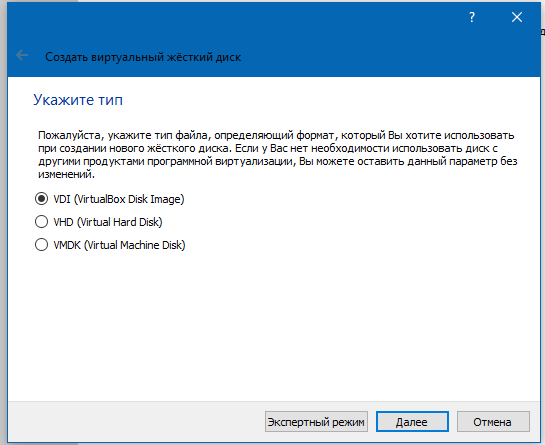 ?
Создать виртуальный жёсткий диск
Укажите тип
Пожалуйста, укажите тип файла, определяющий формат, который Вы хотите использовать
при создании нового жёсткого диска. Если у Вас нет необходимости использовать диск с
другими продуктами программной виртуализации, Вы можете оставить данный параметр без
изменений.
VDI (VirtualBox Disk Image)
VHD (Virtual Hard Disk)
VMDK (Virtual Machine Disk)
Экспертный режим Далее Отмена